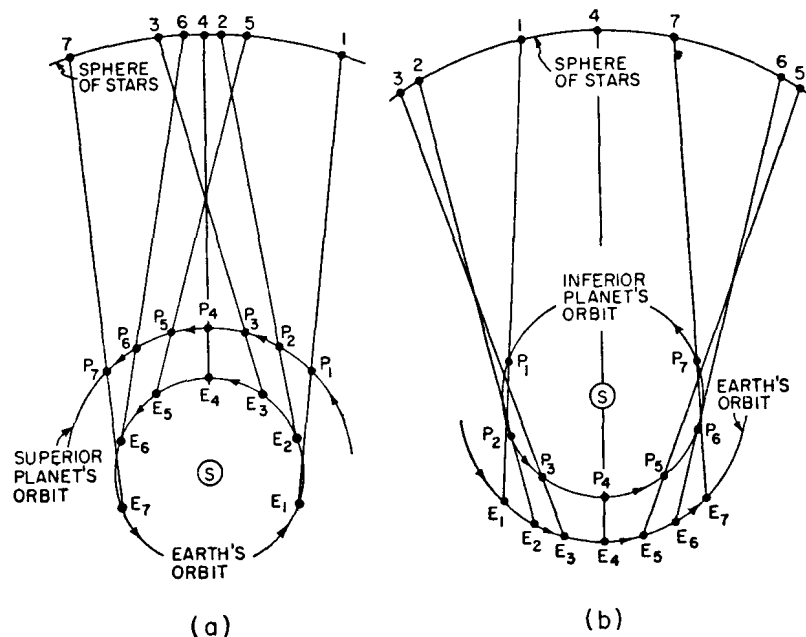 7 3 6 4 2 5 1
SPHERE
OF STARS
P₇ P₆ P₅ P₄ P₃ P₂ P₁
E₆ E₅ E₄ E₃ E₂
E₇ E₁
S
SUPERIOR
PLANET'S
ORBIT
EARTH'S
ORBIT
(a)
3 2 1 4 7 6 5
SPHERE
OF STARS
INFERIOR
PLANET'S
ORBIT
P₁ P₇
S
EARTH'S
ORBIT
P₂ P₃ P₄ P₅ P₆
E₁ E₂ E₃ E₄ E₅ E₆ E₇
(b)